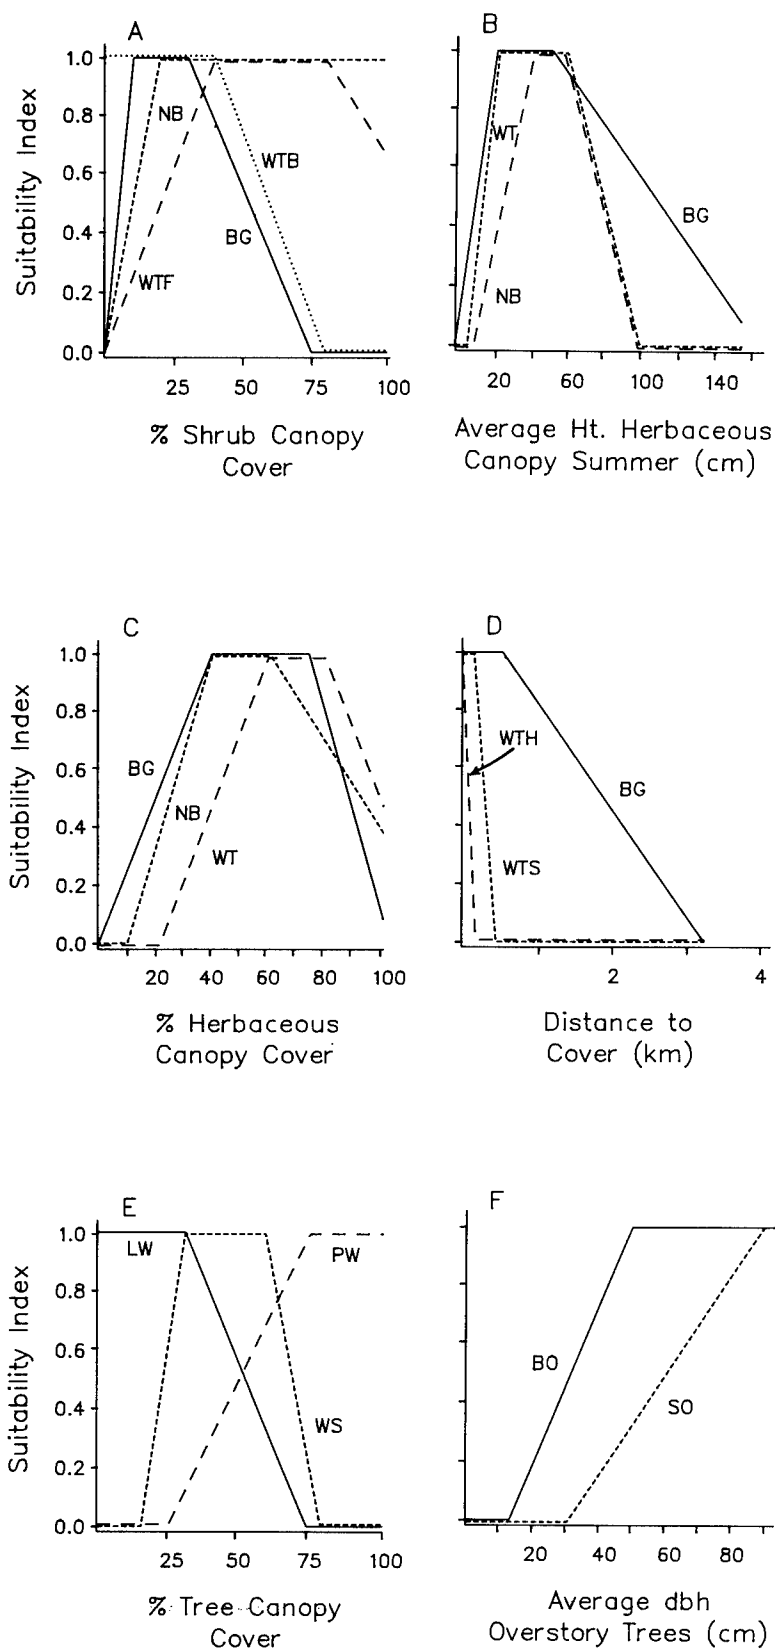 A
Suitability Index
1.0
0.8
0.6
0.4
0.2
0.0
NB
WTB
BG
WTF
25
50
75
100
% Shrub Canopy
Cover
B
WT
BG
NB
20
60
100
140
Average Ht. Herbaceous
Canopy Summer (cm)
C
Suitability Index
1.0
0.8
0.6
0.4
0.2
0.0
BG
NB
WT
20
40
60
80
100
% Herbaceous
Canopy Cover
D
WTH
BG
WTS
2
4
Distance to
Cover (km)
E
Suitability Index
1.0
0.8
0.6
0.4
0.2
0.0
LW
PW
WS
25
50
75
100
% Tree Canopy
Cover
F
BO
SO
20
40
60
80
Average dbh
Overstory Trees (cm)